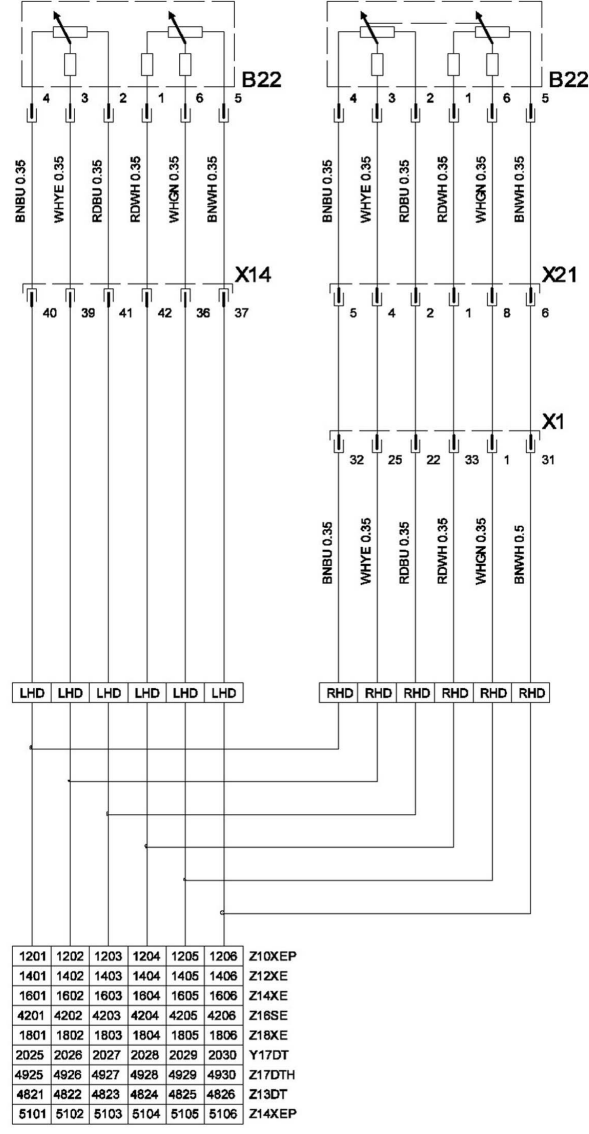 B22 B22
4 3 2 1 6 5 4 3 2 1 6 5
BNBU 0.35 WHYE 0.35 RDBU 0.35 RDWH 0.35 WHGN 0.35 BNWH 0.35 BNBU 0.35 WHYE 0.35 RDBU 0.35 RDWH 0.35 WHGN 0.35 BNWH 0.35
X14 X21
40 39 41 42 36 37 5 4 2 1 8 6
X1
32 25 22 33 1 31
BNBU 0.35 WHYE 0.35 RDBU 0.35 RDWH 0.35 WHGN 0.35 BNWH 0.5
LHD LHD LHD LHD LHD LHD RHD RHD RHD RHD RHD RHD
1201 1202 1203 1204 1205 1206 Z10XEP
1401 1402 1403 1404 1405 1406 Z12XE
1601 1602 1603 1604 1605 1606 Z14XE
4201 4202 4203 4204 4205 4206 Z16SE
1801 1802 1803 1804 1805 1806 Z18XE
2025 2026 2027 2028 2029 2030 Y17DT
4925 4926 4927 4928 4929 4930 Z17DTH
4821 4822 4823 4824 4825 4826 Z13DT
5101 5102 5103 5104 5105 5106 Z14XEP